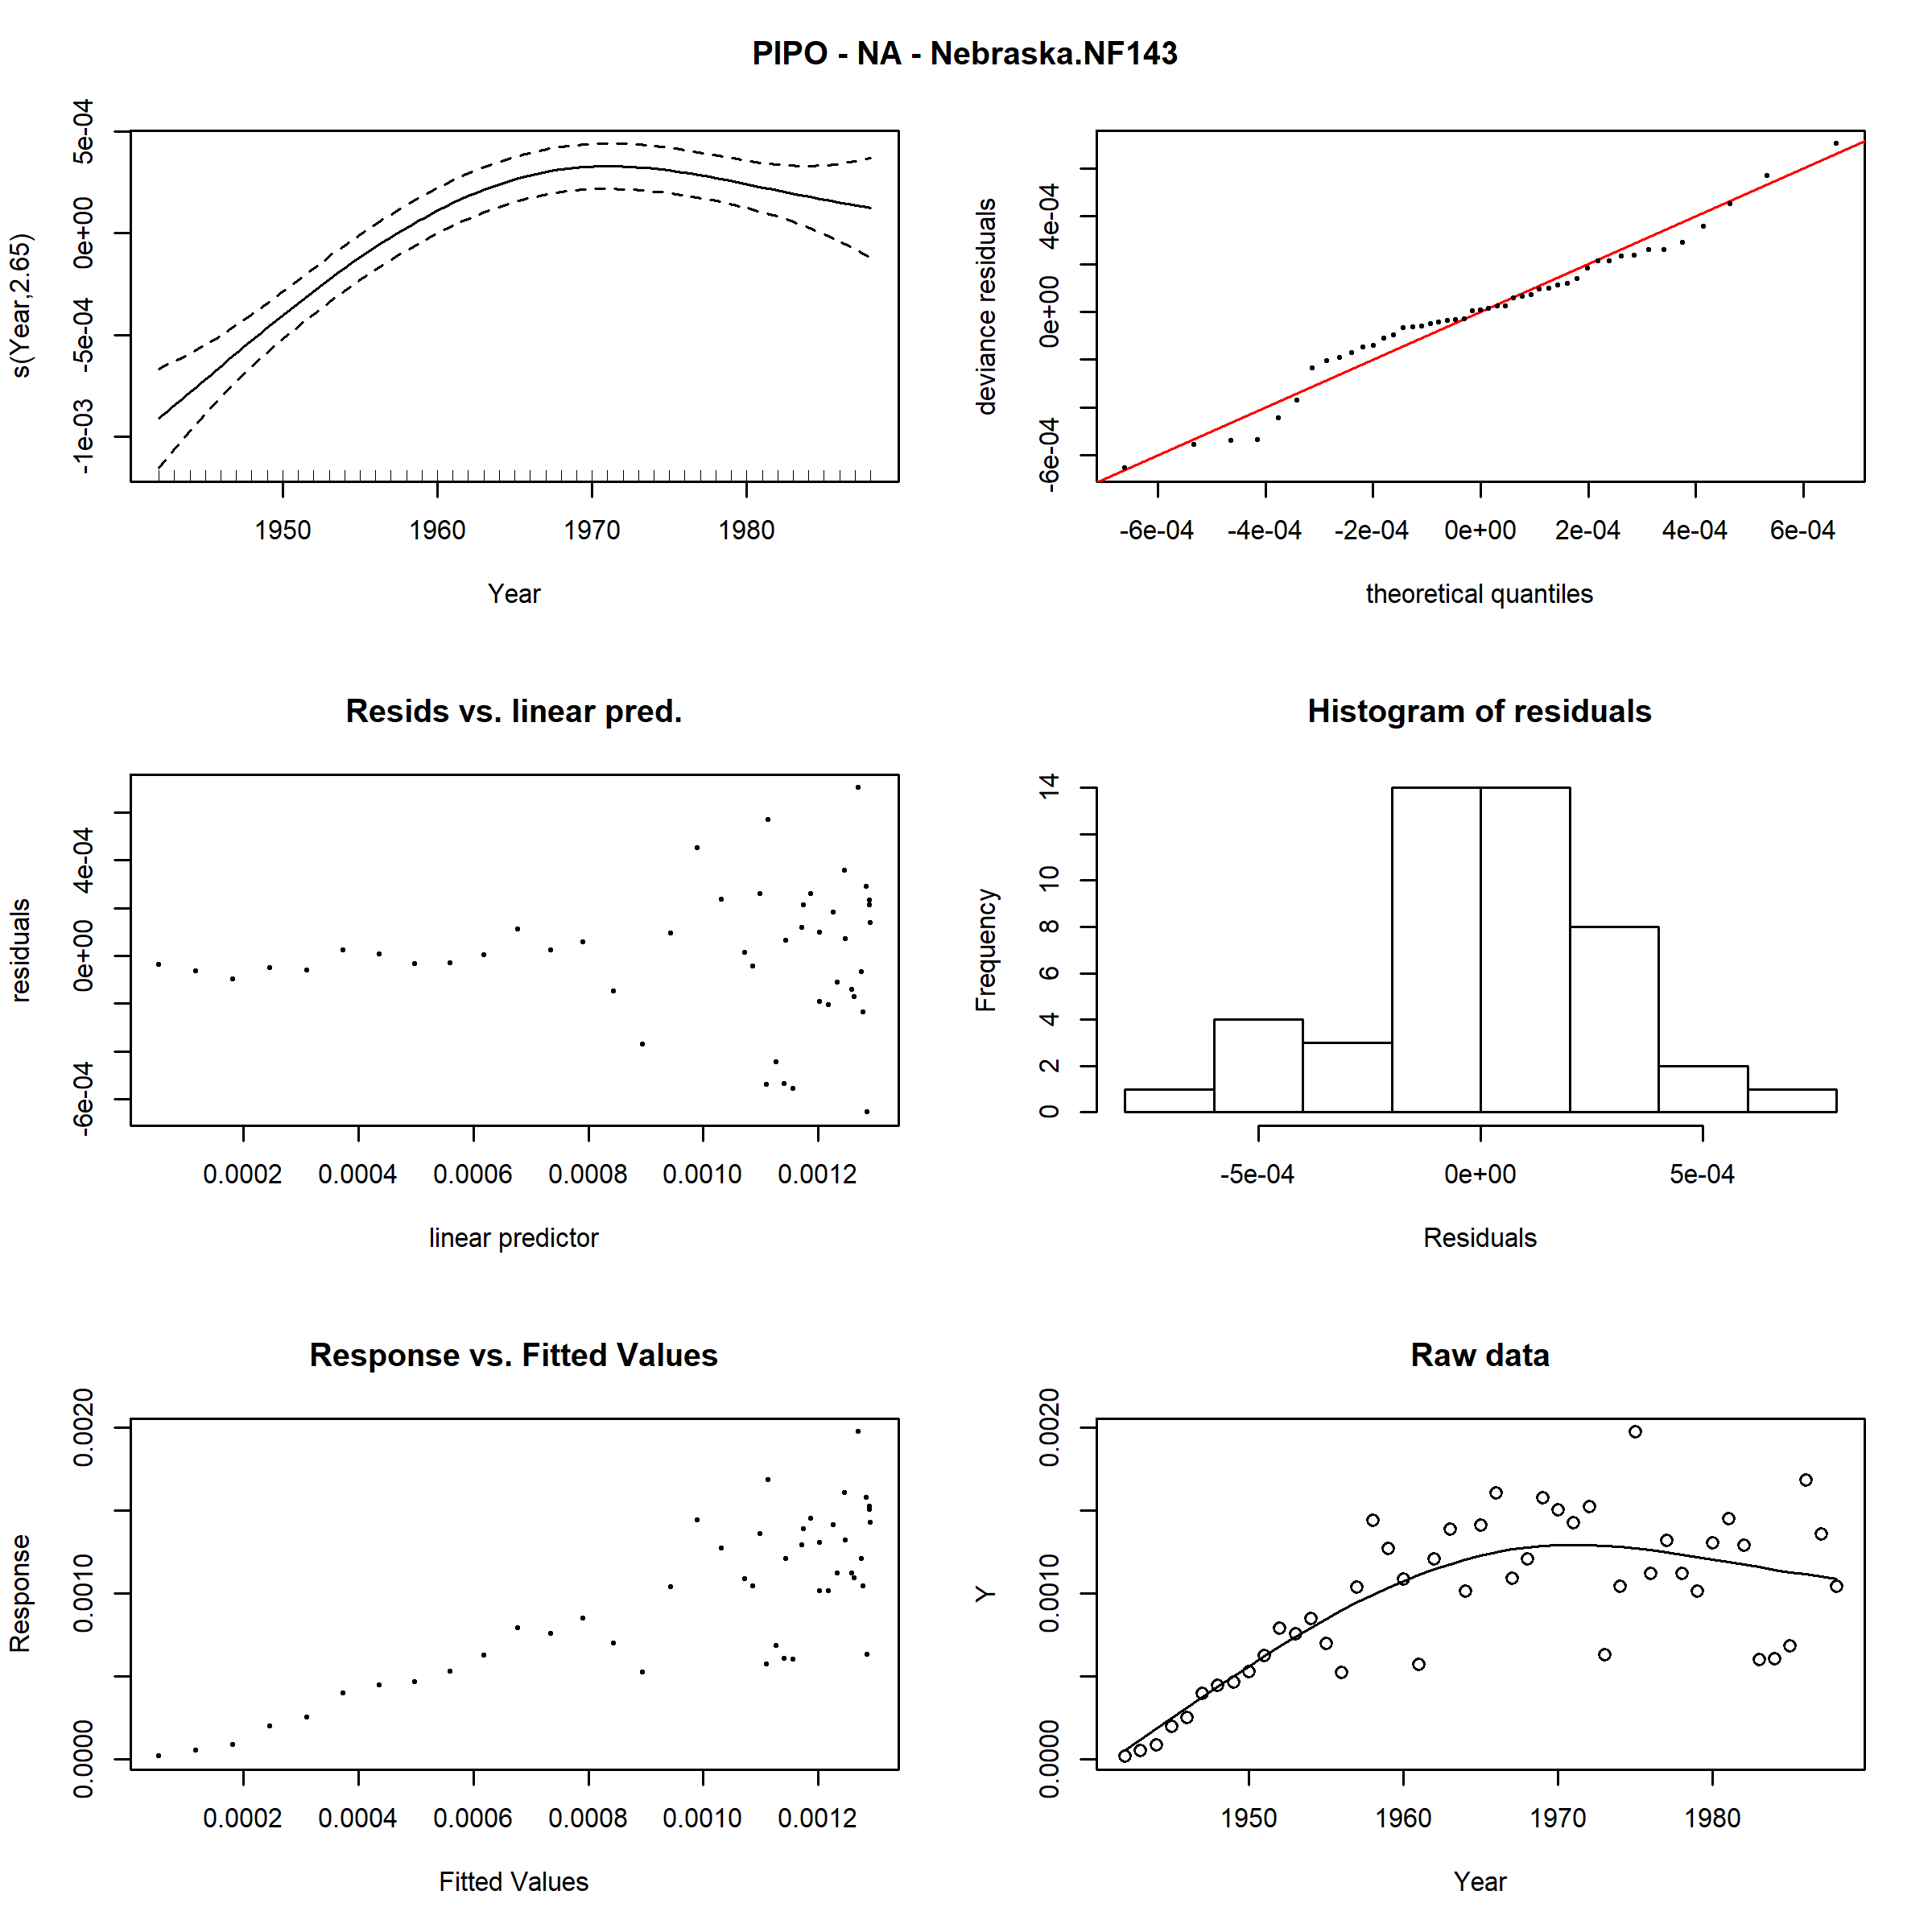 PIPO - NA - Nebraska.NF143
s(Year,2.65)
-1e-03 -5e-04 0e+00 5e-04
1950 1960 1970 1980
Year
deviance residuals
-6e-04 0e+00 4e-04
-6e-04 -4e-04 -2e-04 0e+00 2e-04 4e-04 6e-04
theoretical quantiles
Resids vs. linear pred.
residuals
-6e-04 0e+00 4e-04
0.0002 0.0004 0.0006 0.0008 0.0010 0.0012
linear predictor
Histogram of residuals
Frequency
0 2 4 6 8 10 14
-5e-04 0e+00 5e-04
Residuals
Response vs. Fitted Values
Response
0.0000 0.0010 0.0020
0.0002 0.0004 0.0006 0.0008 0.0010 0.0012
Fitted Values
Raw data
Y
0.0000 0.0010 0.0020
1950 1960 1970 1980
Year